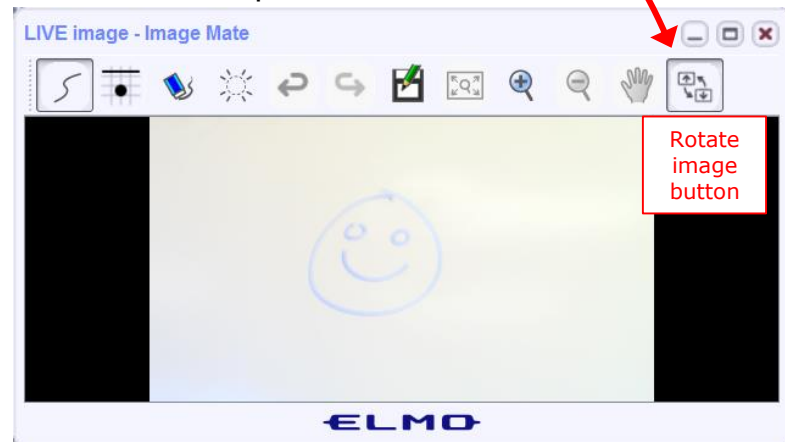 LIVE image - Image Mate
Rotate
image
button
ELMO